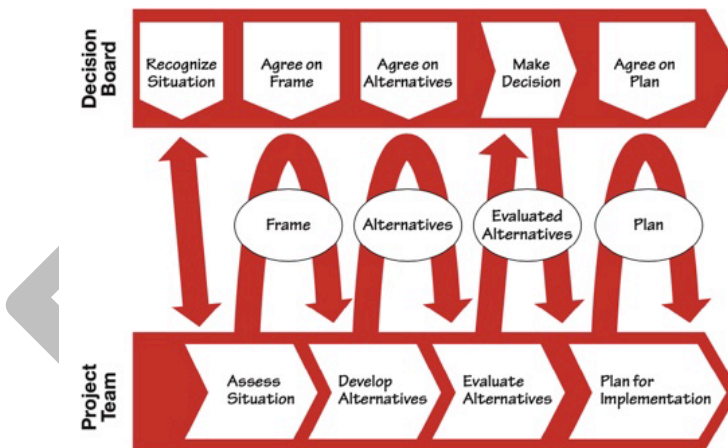 Decision
Board
Recognize
Situation
Agree on
Frame
Agree on
Alternatives
Make
Decision
Agree on
Plan
Frame
Alternatives
Evaluated
Alternatives
Plan
Project
Team
Assess
Situation
Develop
Alternatives
Evaluate
Alternatives
Plan for
Implementation